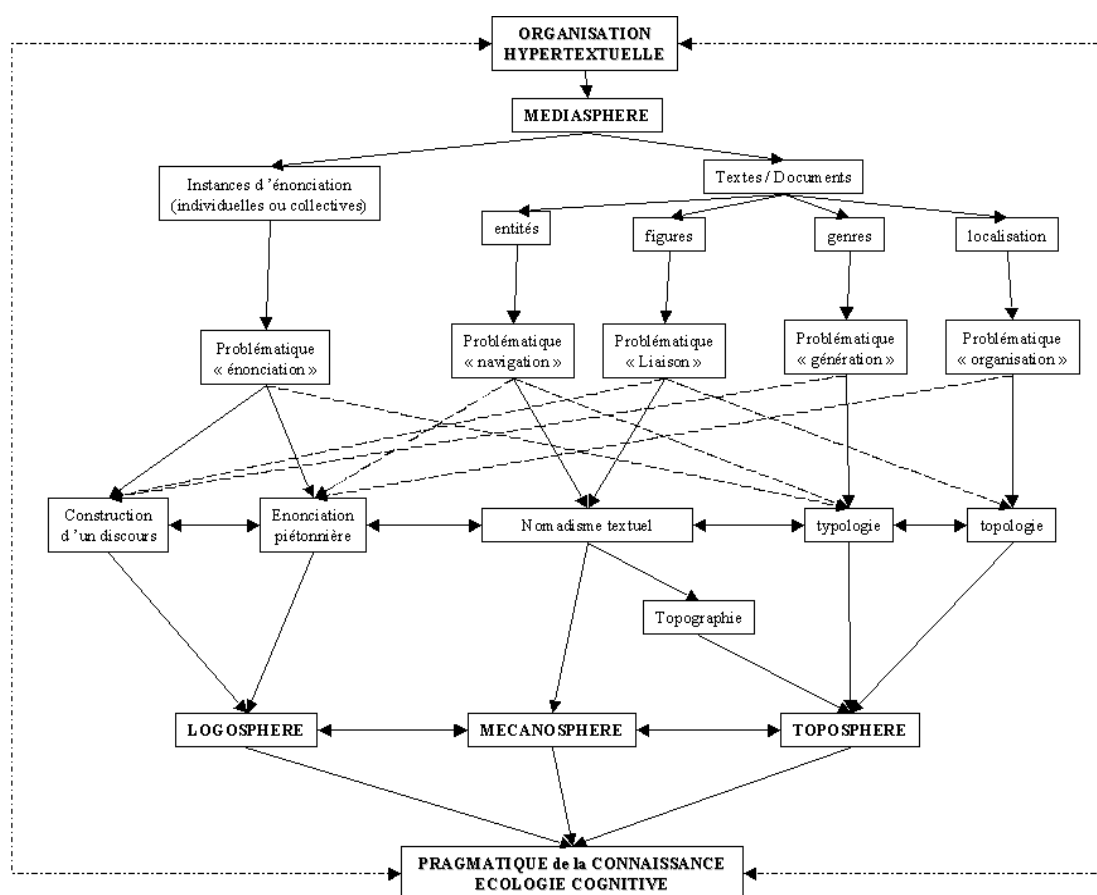 ORGANISATION
HYPERTEXTUELLE
MEDIASPHERE
Instances d'énonciation
(individuelles ou collectives)
Textes / Documents
entités
figures
genres
localisation
Problématique
« énonciation »
Problématique
« navigation »
Problématique
« Liaison »
Problématique
« génération »
Problématique
« organisation »
Construction
d'un discours
Enonciation
piétonnière
Nomadisme textuel
typologie
topologie
Topographie
LOGOSPHERE
MECANOSPHERE
TOPOSPHERE
PRAGMATIQUE de la CONNAISSANCE
ECOLOGIE COGNITIVE